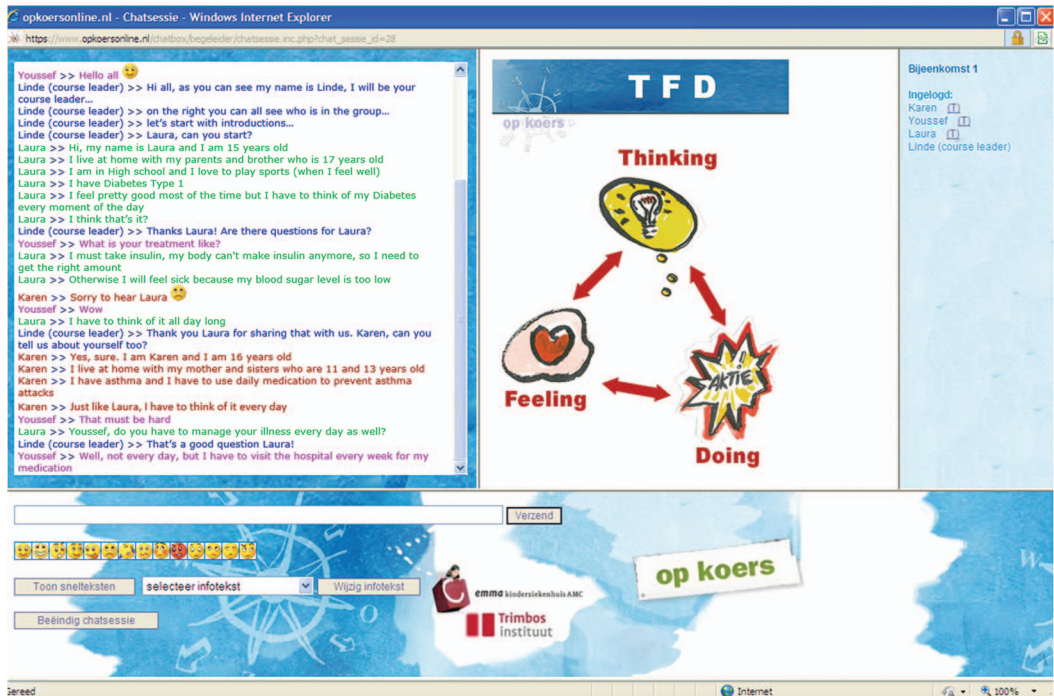 opkoersonline.nl - Chatsessie - Windows Internet Explorer
https://www.opkoersonline.nl/chatbox/begeleider/chatsessie.inc.php?chat_sessie_id=28
Youssef >> Hello all
Linde (course leader) >> Hi all, as you can see my name is Linde, I will be your
course leader...
Linde (course leader) >> on the right you can all see who is in the group...
Linde (course leader) >> let's start with introductions...
Linde (course leader) >> Laura, can you start?
Laura >> Hi, my name is Laura and I am 15 years old
Laura >> I live at home with my parents and brother who is 17 years old
Laura >> I am in High school and I love to play sports (when I feel well)
Laura >> I have Diabetes Type 1
Laura >> I feel pretty good most of the time but I have to think of my Diabetes
every moment of the day
Laura >> I think that's it?
Linde (course leader) >> Thanks Laura! Are there questions for Laura?
Youssef >> What is your treatment like?
Laura >> I must take insulin, my body can't make insulin anymore, so I need to
get the right amount
Laura >> Otherwise I will feel sick because my blood sugar level is too low
Karen >> Sorry to hear Laura
Youssef >> Wow
Laura >> I have to think of it all day long
Linde (course leader) >> Thank you Laura for sharing that with us. Karen, can you
tell us about yourself too?
Karen >> Yes, sure. I am Karen and I am 16 years old
Karen >> I live at home with my mother and sisters who are 11 and 13 years old
Karen >> I have asthma and I have to use daily medication to prevent asthma
attacks
Karen >> Just like Laura, I have to think of it every day
Youssef >> That must be hard
Laura >> Youssef, do you have to manage your illness every day as well?
Linde (course leader) >> That's a good question Laura!
Youssef >> Well, not every day, but I have to visit the hospital every week for my
medication
TFD
op koers
Thinking
Feeling
AKTIE
Doing
Bijeenkomst 1
Ingelogd:
Karen
Youssef
Laura
Linde (course leader)
Verzend
Toon snelteksten
selecteer infotekst
Wijzig infotekst
Beëindig chatsessie
emma kinderziekenhuis AMC
Trimbos
instituut
op koers
W
O
Gereed
Internet
100%